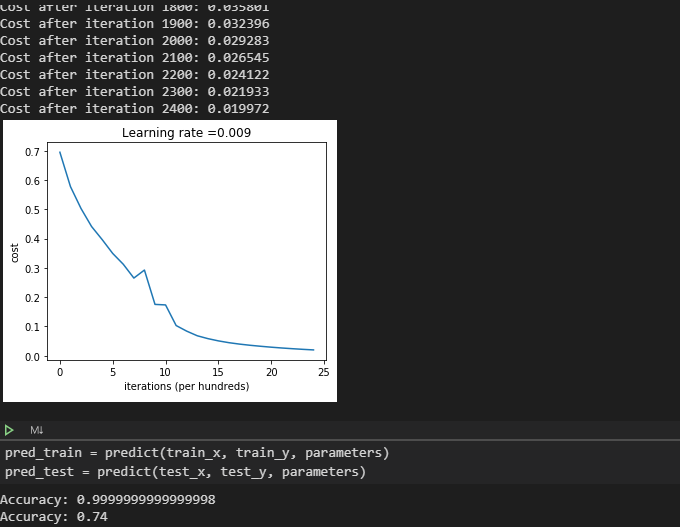 Cost after iteration 1800: 0.035801
Cost after iteration 1900: 0.032396
Cost after iteration 2000: 0.029283
Cost after iteration 2100: 0.026545
Cost after iteration 2200: 0.024122
Cost after iteration 2300: 0.021933
Cost after iteration 2400: 0.019972
Learning rate =0.009
0.7
0.6
0.5
0.4
0.3
0.2
0.1
0.0
cost
0 5 10 15 20 25
iterations (per hundreds)
M↓
pred_train = predict(train_x, train_y, parameters)
pred_test = predict(test_x, test_y, parameters)
Accuracy: 0.9999999999999998
Accuracy: 0.74